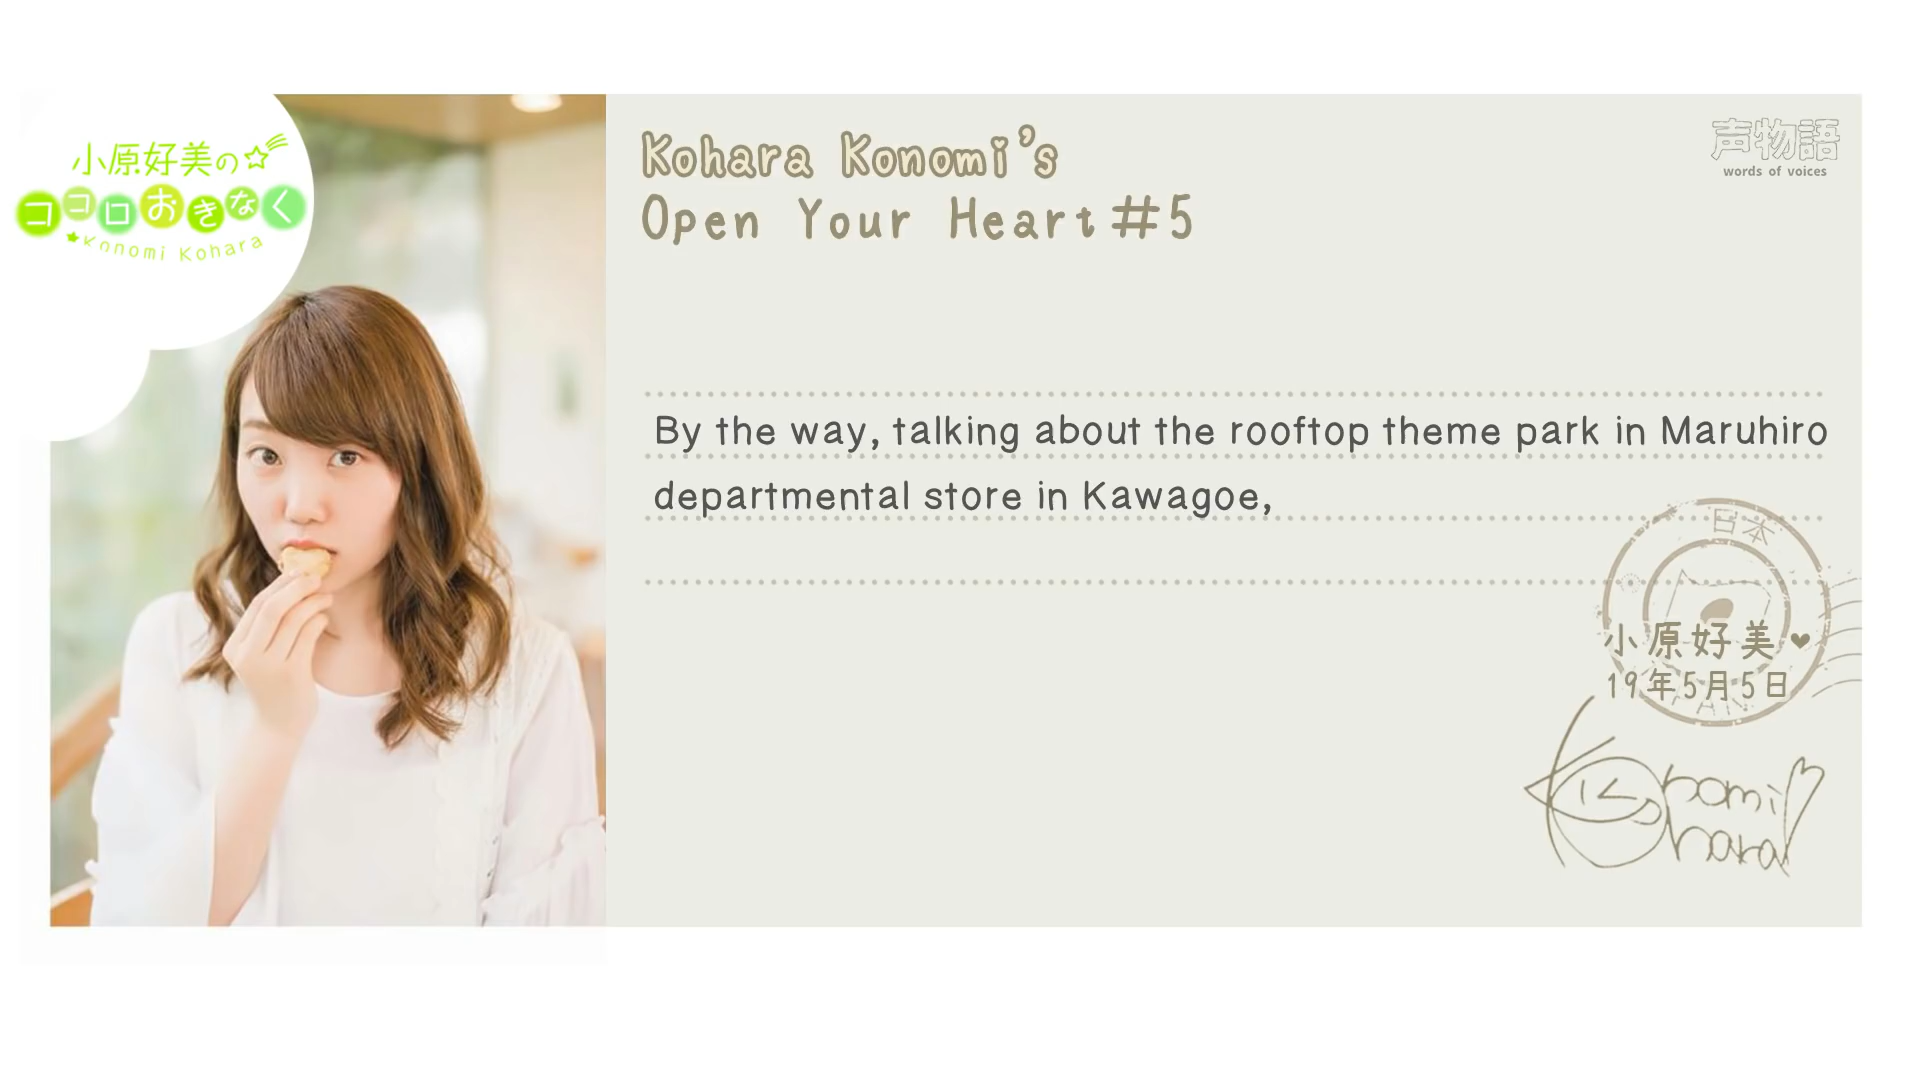 小原好美の☆
ココロおきなく
★Konomi Kohara
Kohara Konomi's
Open Your Heart#5
声物語
words of voices
By the way, talking about the rooftop theme park in Maruhiro
departmental store in Kawagoe,
日本
小原好美♥
19年5月5日
Konomi
Kohara